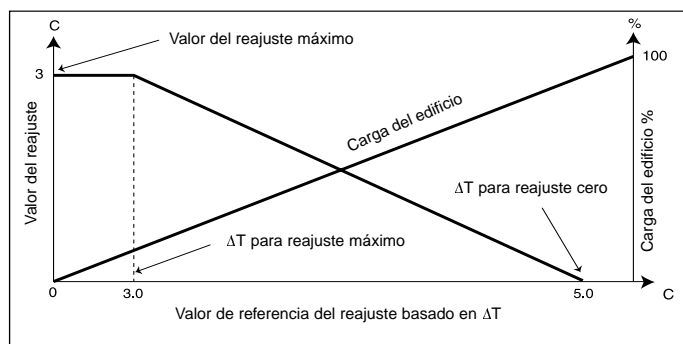 C
Valor del reajuste máximo
%
3
100
Carga del edificio
Valor del reajuste
Carga del edificio %
ΔT para reajuste cero
ΔT para reajuste máximo
0
3.0
5.0
C
Valor de referencia del reajuste basado en ΔT